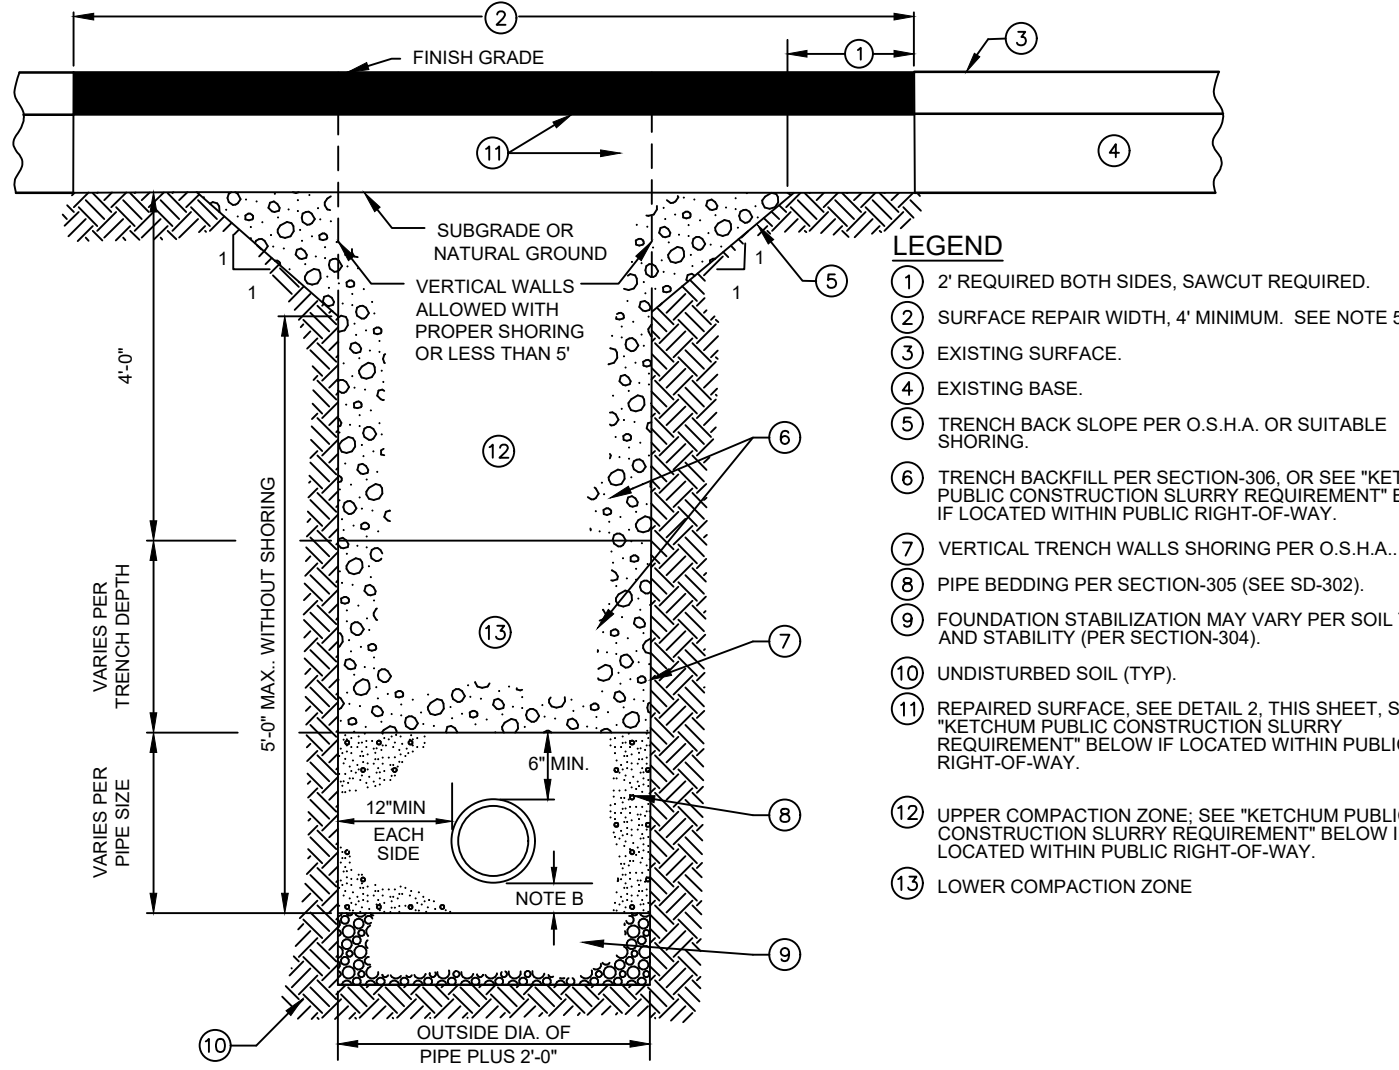 2
FINISH GRADE
1
3
11
4
SUBGRADE OR
NATURAL GROUND
1
1
1
1
5
VERTICAL WALLS
ALLOWED WITH
PROPER SHORING
OR LESS THAN 5'
4'-0"
5'-0" MAX.. WITHOUT SHORING
12
6
VARIES PER
TRENCH DEPTH
13
7
VARIES PER
PIPE SIZE
6" MIN.
12"MIN
EACH
SIDE
8
NOTE B
9
10
OUTSIDE DIA. OF
PIPE PLUS 2'-0"
LEGEND
1 2' REQUIRED BOTH SIDES, SAWCUT REQUIRED.
2 SURFACE REPAIR WIDTH, 4' MINIMUM. SEE NOTE 5
3 EXISTING SURFACE.
4 EXISTING BASE.
5 TRENCH BACK SLOPE PER O.S.H.A. OR SUITABLE
SHORING.
6 TRENCH BACKFILL PER SECTION-306, OR SEE
PUBLIC CONSTRUCTION SLURRY REQUIREMENT"
IF LOCATED WITHIN PUBLIC RIGHT-OF-WAY.
7 VERTICAL TRENCH WALLS SHORING PER O.S.H.A..
8 PIPE BEDDING PER SECTION-305 (SEE SD-302).
9 FOUNDATION STABILIZATION MAY VARY PER SOIL
AND STABILITY (PER SECTION-304).
10 UNDISTURBED SOIL (TYP).
11 REPAIRED SURFACE, SEE DETAIL 2, THIS SHEET,
"KETCHUM PUBLIC CONSTRUCTION SLURRY
REQUIREMENT" BELOW IF LOCATED WITHIN
RIGHT-OF-WAY.
12 UPPER COMPACTION ZONE; SEE "KETCHUM
CONSTRUCTION SLURRY REQUIREMENT" BELOW
LOCATED WITHIN PUBLIC RIGHT-OF-WAY.
13 LOWER COMPACTION ZONE